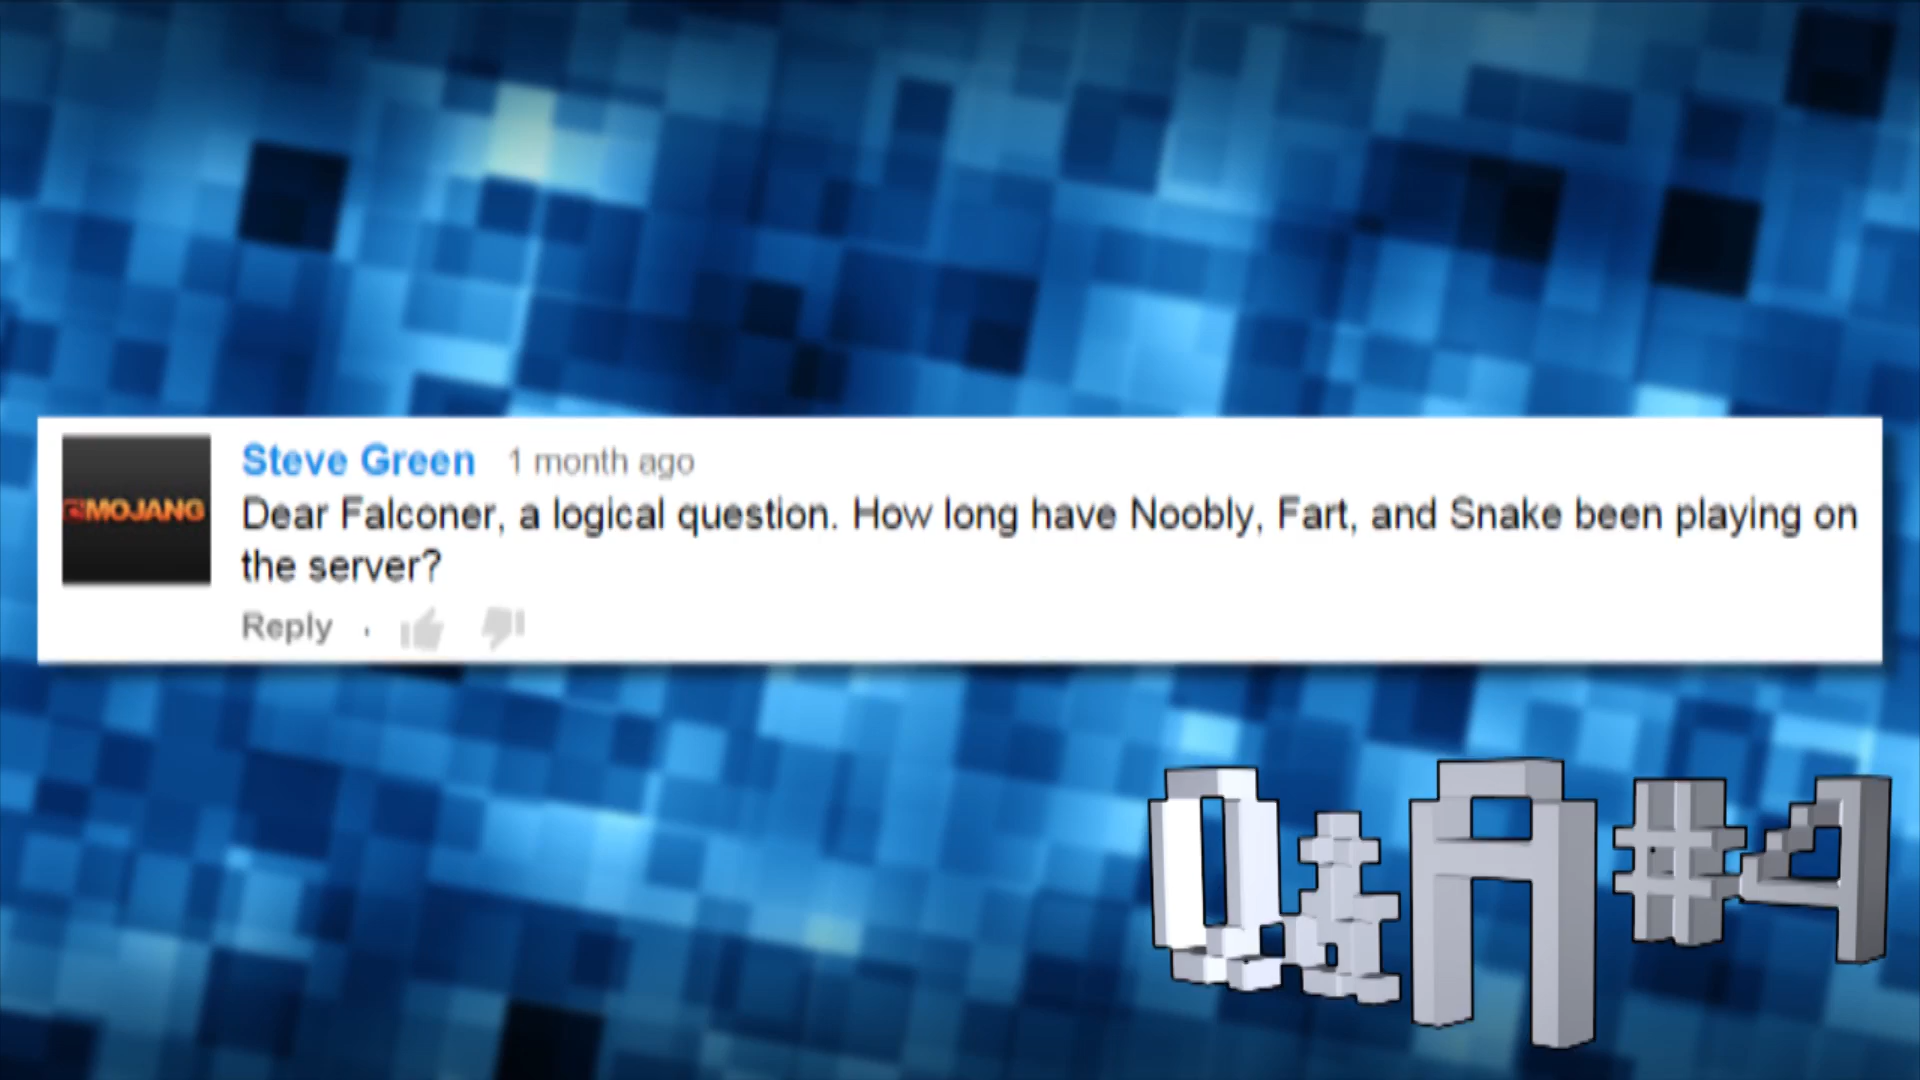 MOJANG
Steve Green 1 month ago
Dear Falconer, a logical question. How long have Noobly, Fart, and Snake been playing on
the server?
Reply
Q&A #4